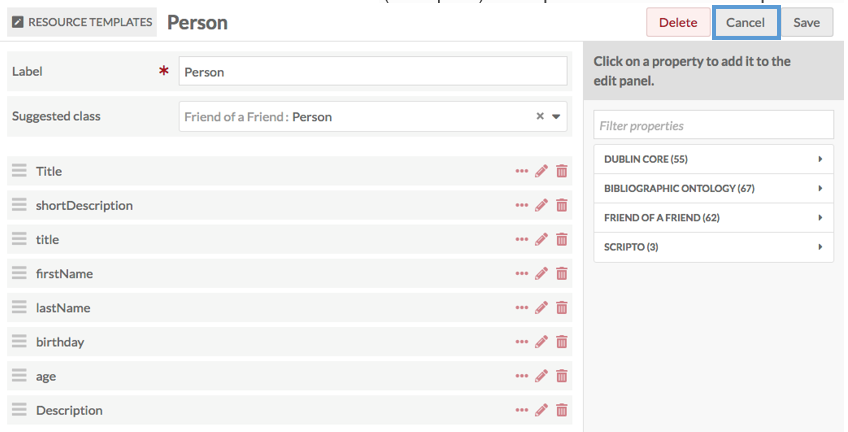 RESOURCE TEMPLATES Person Delete Cancel Save
Label * Person
Suggested class Friend of a Friend : Person
Title
shortDescription
title
firstName
lastName
birthday
age
Description
Click on a property to add it to the
edit panel.
Filter properties
DUBLIN CORE (55)
BIBLIOGRAPHIC ONTOLOGY (67)
FRIEND OF A FRIEND (62)
SCRIPTO (3)